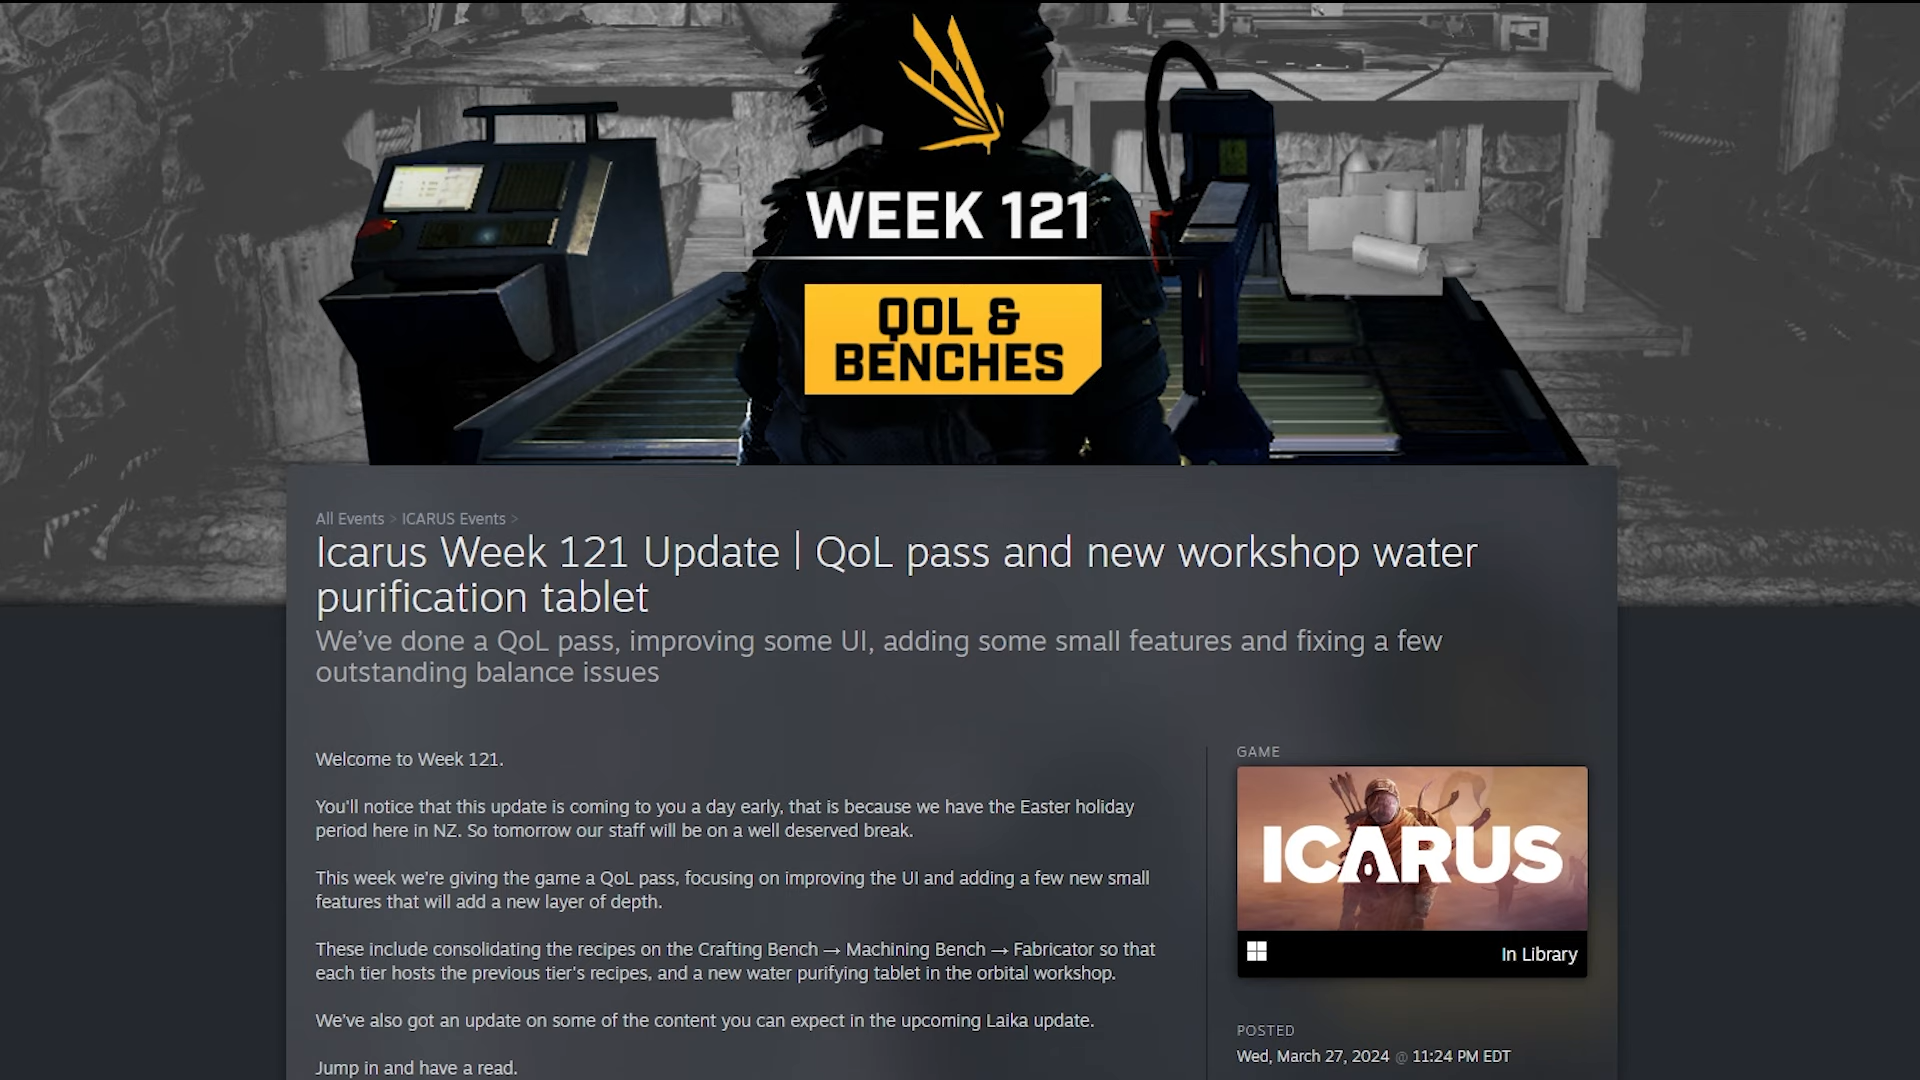 WEEK 121
QOL &
BENCHES
All Events > ICARUS Events >
Icarus Week 121 Update | QoL pass and new workshop water
purification tablet
We've done a QoL pass, improving some UI, adding some small features and fixing a few
outstanding balance issues
Welcome to Week 121.
You'll notice that this update is coming to you a day early, that is because we have the Easter holiday
period here in NZ. So tomorrow our staff will be on a well deserved break.
This week we're giving the game a QoL pass, focusing on improving the UI and adding a few new small
features that will add a new layer of depth.
These include consolidating the recipes on the Crafting Bench → Machining Bench → Fabricator so that
each tier hosts the previous tier's recipes, and a new water purifying tablet in the orbital workshop.
We've also got an update on some of the content you can expect in the upcoming Laika update.
Jump in and have a read.
GAME
ICARUS
In Library
POSTED
Wed, March 27, 2024 @ 11:24 PM EDT